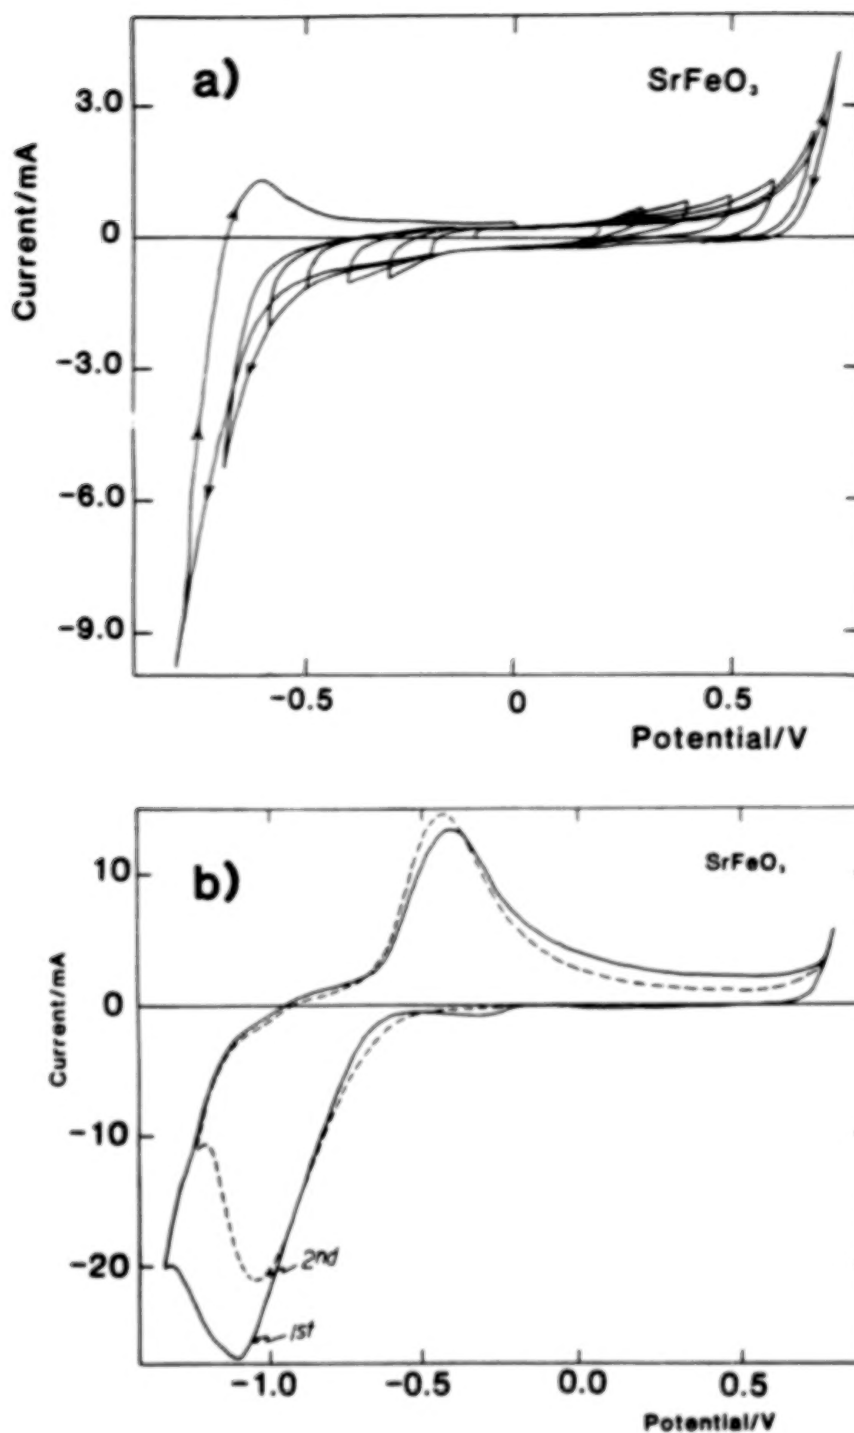 a)
SrFeO₃
Current/mA
3.0
0
-3.0
-6.0
-9.0
-0.5
0
0.5
Potential/V
b)
SrFeO₃
Current/mA
10
0
-10
-20
2nd
1st
-1.0
-0.5
0.0
0.5
Potential/V